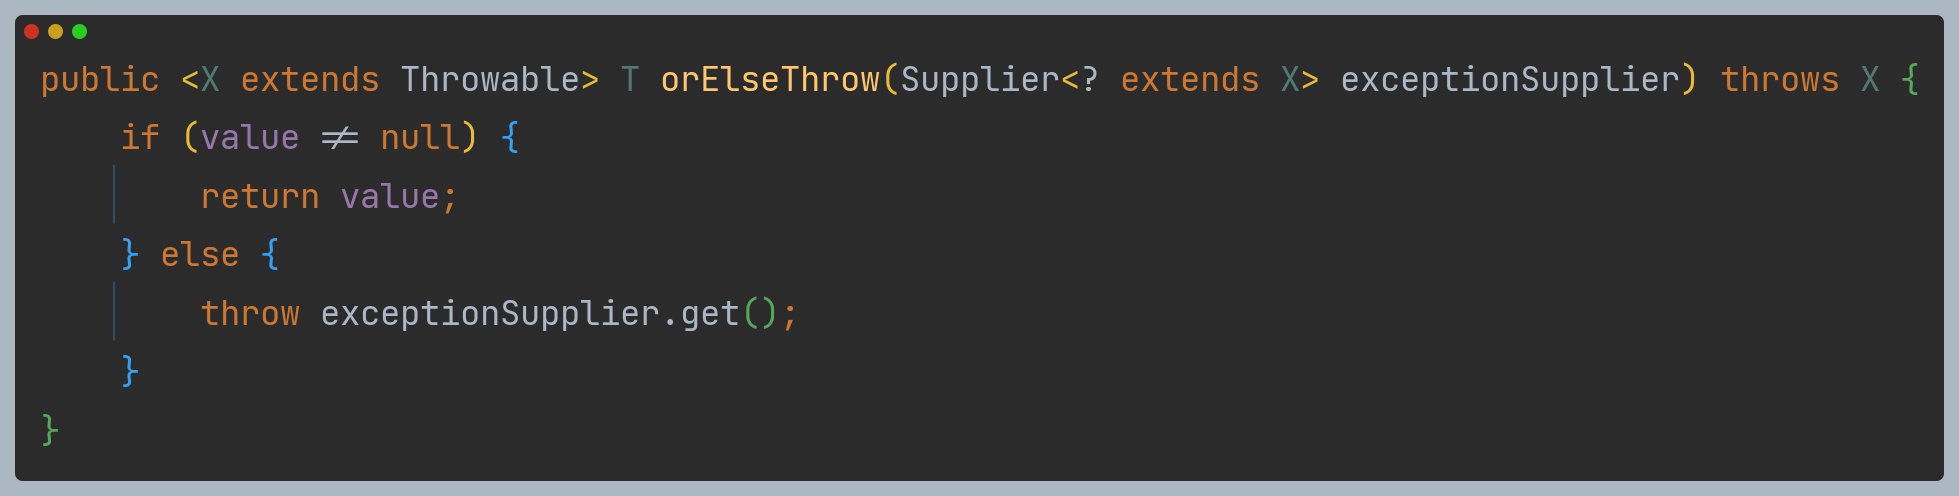 public <X extends Throwable> T orElseThrow(Supplier<? extends X> exceptionSupplier) throws X {
    if (value != null) {
        return value;
    } else {
        throw exceptionSupplier.get();
    }
}